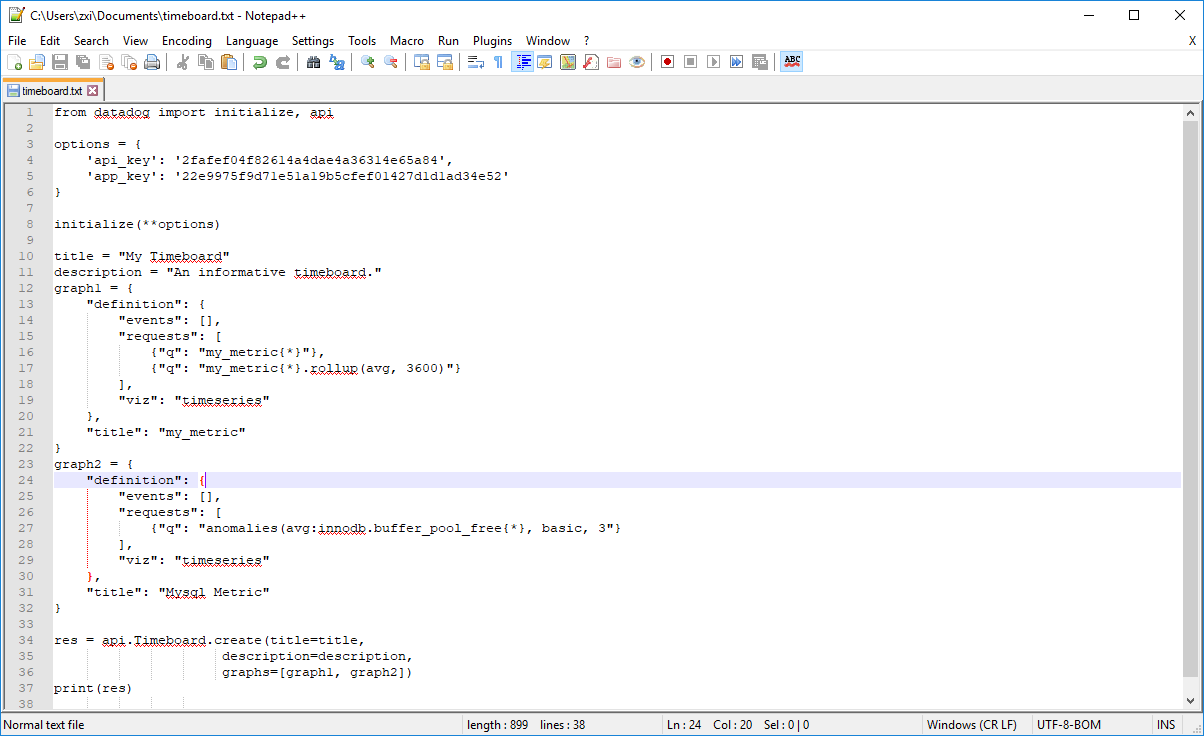 C:\Users\zxi\Documents\timeboard.txt - Notepad++
File Edit Search View Encoding Language Settings Tools Macro Run Plugins Window ? X
ABC
timeboard.txt
1 from datadog import initialize, api
2
3 options = {
4     'api_key': '2fafef04f82614a4dae4a36314e65a84',
5     'app_key': '22e9975f9d71e51a19b5cfef01427d1d1ad34e52'
6 }
7
8 initialize(**options)
9
10 title = "My Timeboard"
11 description = "An informative timeboard."
12 graph1 = {
13     "definition": {
14         "events": [],
15         "requests": [
16             {"q": "my_metric{*}"},
17             {"q": "my_metric{*}.rollup(avg, 3600)"}
18         ],
19         "viz": "timeseries"
20     },
21     "title": "my_metric"
22 }
23 graph2 = {
24     "definition": {
25         "events": [],
26         "requests": [
27             {"q": "anomalies(avg:innodb.buffer_pool_free{*}, basic, 3"}
28         ],
29         "viz": "timeseries"
30     },
31     "title": "Mysql Metric"
32 }
33
34 res = api.Timeboard.create(title=title,
35                      description=description,
36                      graphs=[graph1, graph2])
37 print(res)
38
Normal text file length : 899 lines : 38 Ln : 24 Col : 20 Sel : 0 | 0 Windows (CR LF) UTF-8-BOM INS